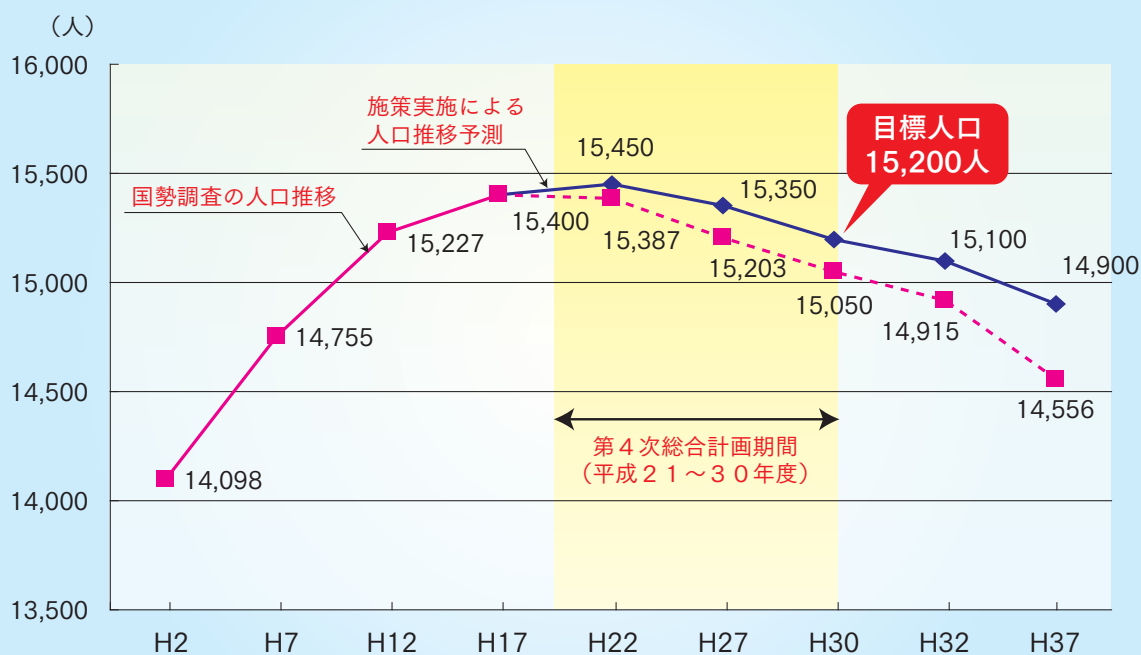 （人）
16,000
15,500
15,000
14,500
14,000
13,500
施策実施による
人口推移予測
国勢調査の人口推移
目標人口
15,200人
15,450
15,350
15,100
14,900
14,098
14,755
15,227
15,400
15,387
15,203
15,050
14,915
14,556
第４次総合計画期間
（平成２１～３０年度）
H2 H7 H12 H17 H22 H27 H30 H32 H37